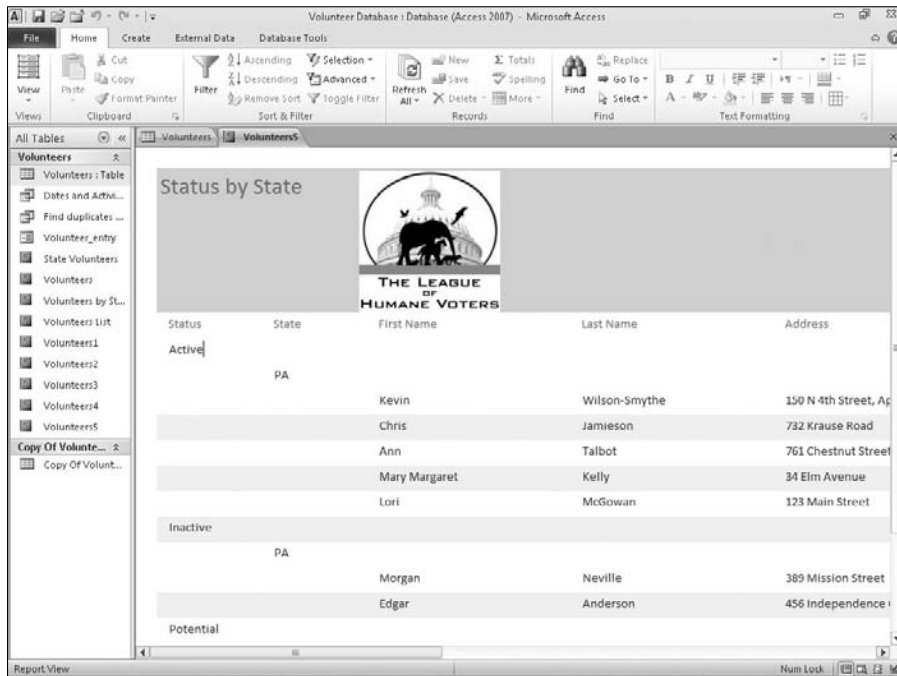 Volunteer Database : Database (Access 2007) - Microsoft Access
File Home Create External Data Database Tools
View
Views
Paste
Cut
Copy
Format Painter
Clipboard
Filter
Ascending
Descending
Remove Sort
Selection
Advanced
Toggle Filter
Sort & Filter
Refresh All
New
Save
Delete
Totals
Spelling
More
Records
Find
Replace
Go To
Select
Find
B I U
A
Text Formatting
All Tables
Volunteers
Volunteers : Table
Dates and Activi...
Find duplicates ...
Volunteer_entry
State Volunteers
Volunteers
Volunteers by St...
Volunteers List
Volunteers1
Volunteers2
Volunteers3
Volunteers4
Volunteers5
Copy Of Volunte...
Copy Of Volunt...
Volunteers Volunteers5
Status by State
THE LEAGUE
OF
HUMANE VOTERS
Status State First Name Last Name Address
Active
PA
Kevin Wilson-Smythe 150 N 4th Street, Ap
Chris Jamieson 732 Krause Road
Ann Talbot 761 Chestnut Street
Mary Margaret Kelly 34 Elm Avenue
Lori McGowan 123 Main Street
Inactive
PA
Morgan Neville 389 Mission Street
Edgar Anderson 456 Independence
Potential
Report View Num Lock